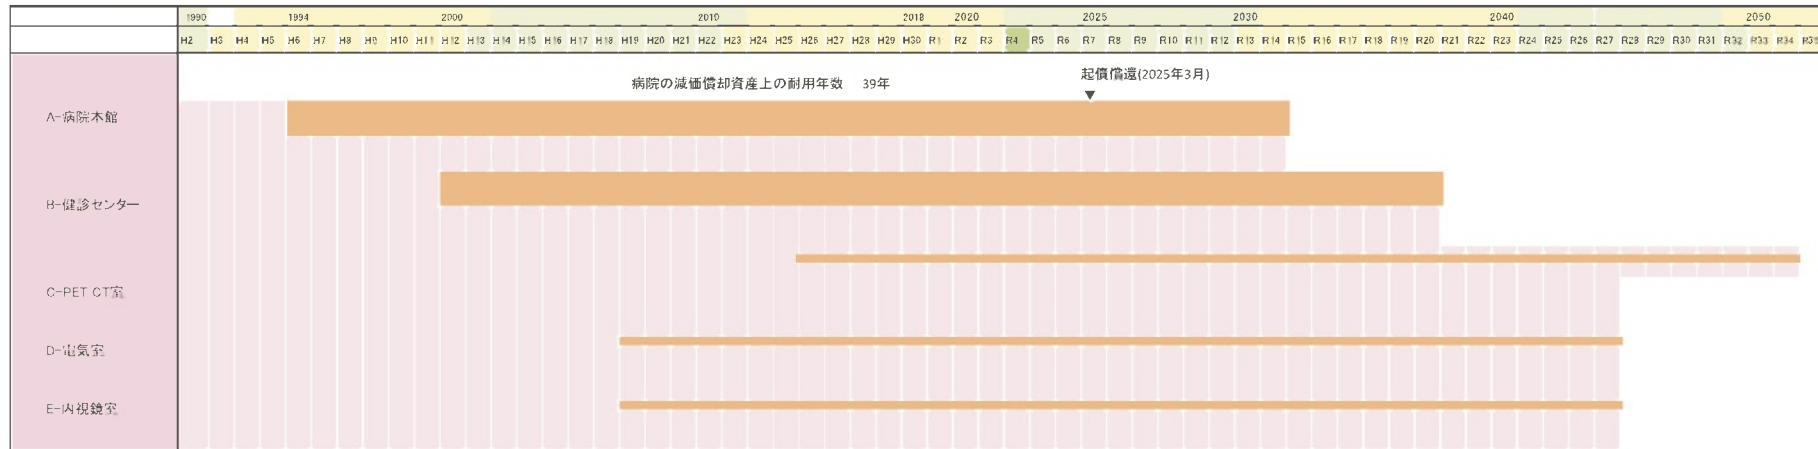 1990 1994 2000 2010 2018 2020 2025 2030 2040 2050
H2 H3 H4 H5 H6 H7 H8 H9 H10 H11 H12 H13 H14 H15 H16 H17 H18 H19 H20 H21 H22 H23 H24 H25 H26 H27 H28 H29 H30 R1 R2 R3 R4 R5 R6 R7 R8 R9 R10 R11 R12 R13 R14 R15 R16 R17 R18 R19 R20 R21 R22 R23 R24 R25 R26 R27 R28 R29 R30 R31 R32 R33 R34 R35
起債償還(2025年3月)
病院の減価償却資産上の耐用年数 39年
▼
A-病院本館
B-健診センター
C-PET CT室
D-電気室
E-内視鏡室